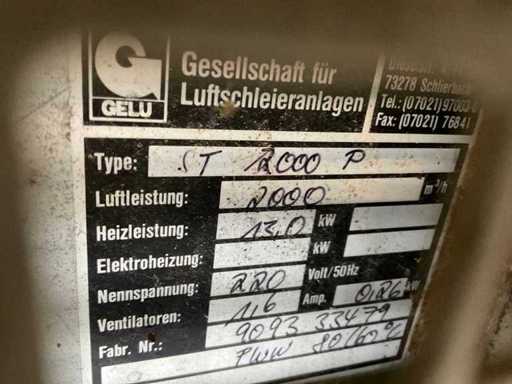 GELU
Gesellschaft für
Luftschleieranlagen
73278 Schlierbach
Tel.: (07021) 97003
Fax: (07021) 76841
Type: ST 2000 P
Luftleistung: 2000 m³/h
Heizleistung: 13,0 kW
Elektroheizung: kW
Nennspannung: 220 Volt/50Hz
Ventilatoren: 1,6 Amp. 0,26 kW
Fabr. Nr.: 9093 33479
PWW 80/60°C